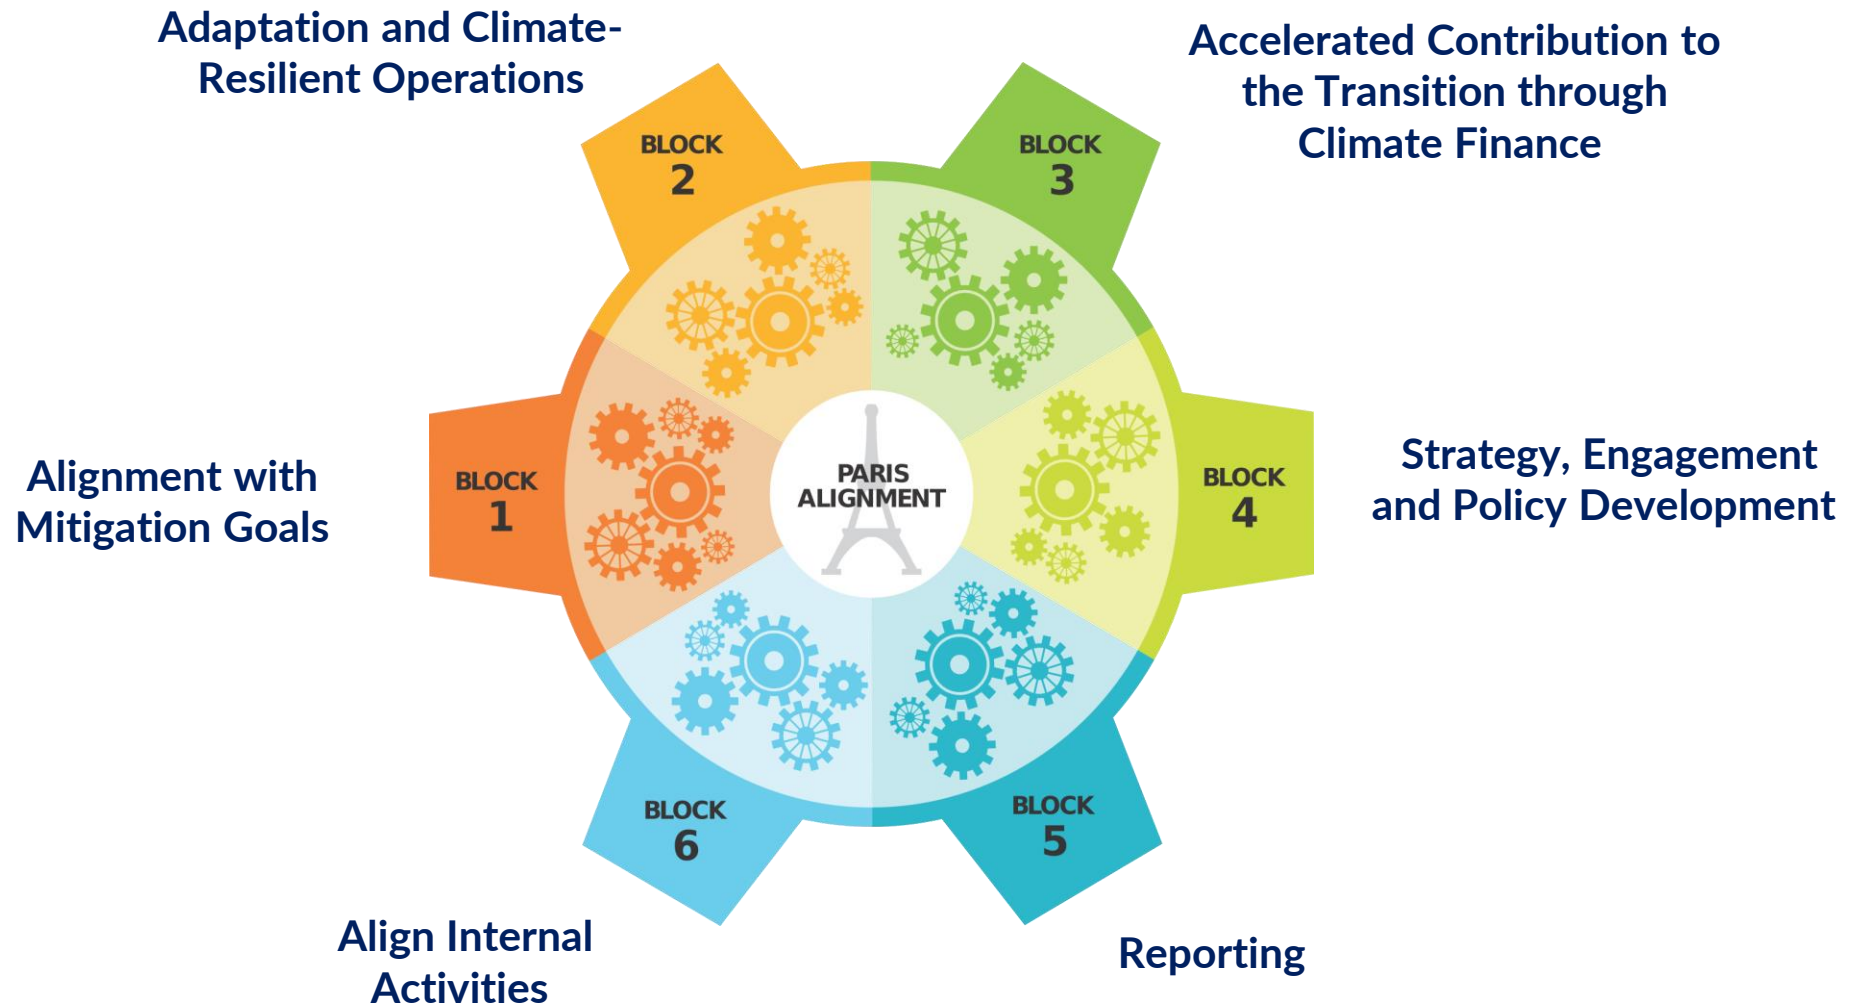 Adaptation and Climate-
Resilient Operations
Accelerated Contribution to
the Transition through
Climate Finance
BLOCK
2
BLOCK
3
Alignment with
Mitigation Goals
BLOCK
1
PARIS
ALIGNMENT
BLOCK
4
Strategy, Engagement
and Policy Development
BLOCK
6
BLOCK
5
Align Internal
Activities
Reporting